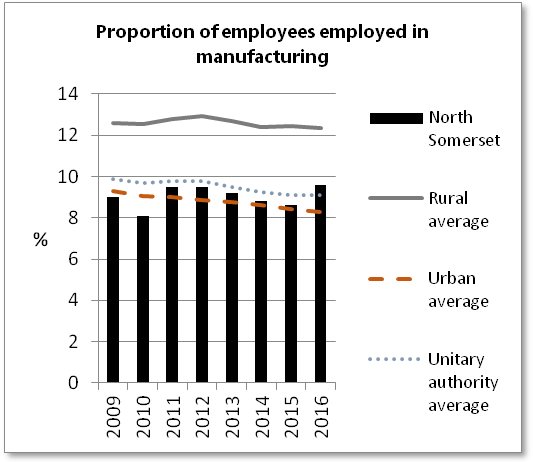 Proportion of employees employed in
manufacturing
14
12
10
8
6
4
2
0
%
2009
2010
2011
2012
2013
2014
2015
2016
North
Somerset
Rural
average
Urban
average
Unitary
authority
average